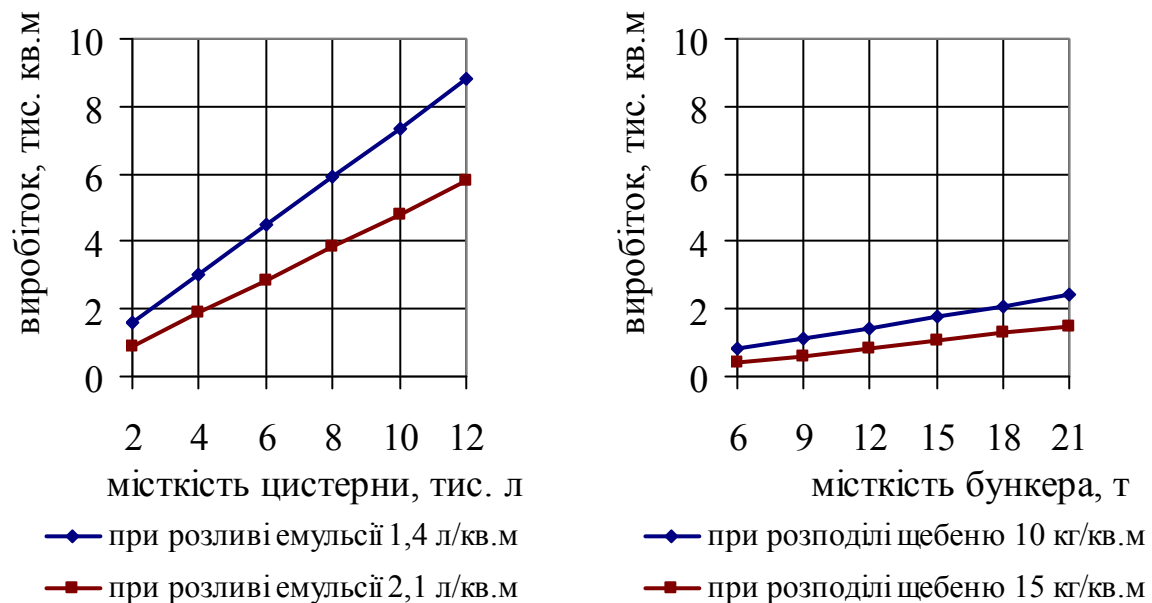 виробіток, тис. кв.м
10
8
6
4
2
0
2 4 6 8 10 12
місткість цистерни, тис. л
при розливі емульсії 1,4 л/кв.м
при розливі емульсії 2,1 л/кв.м
виробіток, тис. кв.м
10
8
6
4
2
0
6 9 12 15 18 21
місткість бункера, т
при розподілі щебеню 10 кг/кв.м
при розподілі щебеню 15 кг/кв.м